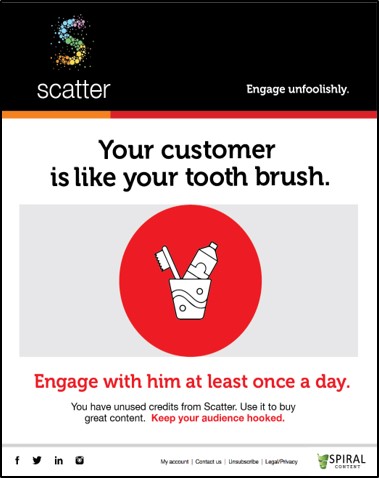 scatter
Engage unfoolishly.
Your customer
is like your tooth brush.
Engage with him at least once a day.
You have unused credits from Scatter. Use it to buy
great content. Keep your audience hooked.
My account | Contact us | Unsubscribe | Legal/Privacy
SPIRAL
CONTENT